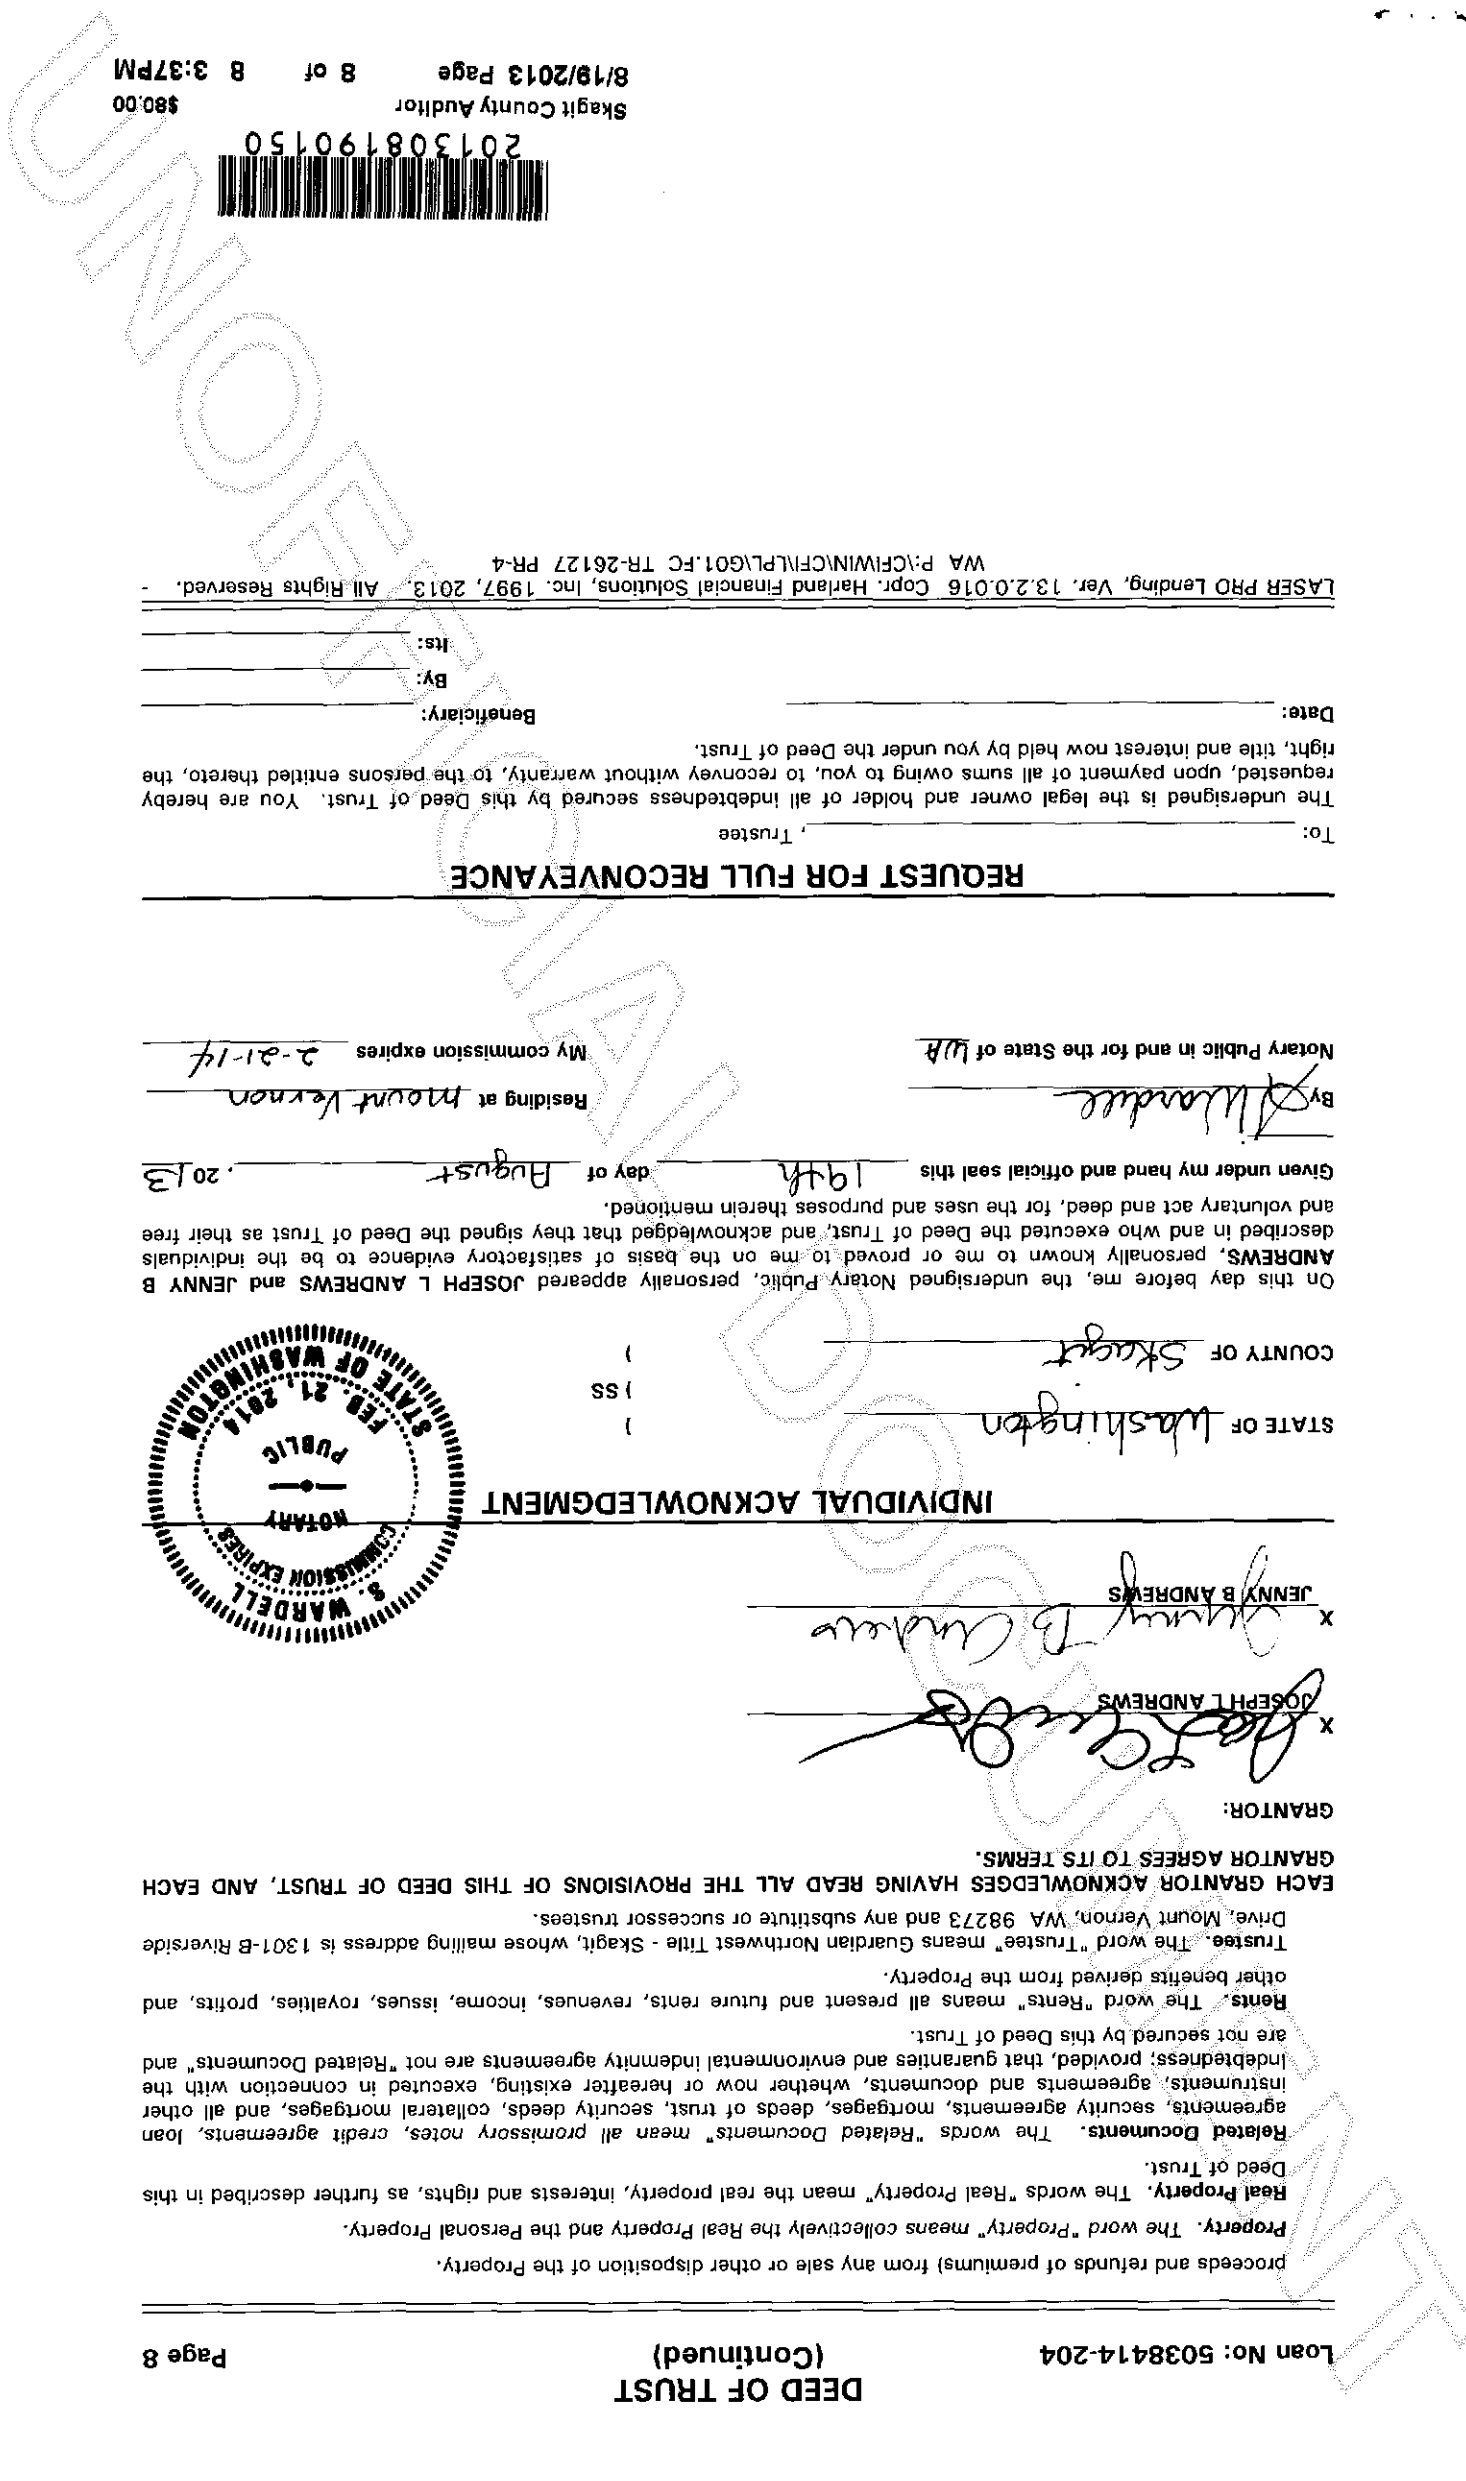 DEED OF TRUST
Loan No: 5038414-204 (Continued) Page 8
proceeds and refunds of premiums) from any sale or other disposition of the Property.
Property. The word "Property" means collectively the Real Property and the Personal Property.
Real Property. The words "Real Property" mean the real property, interests and rights, as further described in this
Deed of Trust.
Related Documents. The words "Related Documents" mean all promissory notes, credit agreements, loan
agreements, security agreements, mortgages, deeds of trust, security deeds, collateral mortgages, and all other
instruments, agreements and documents, whether now or hereafter existing, executed in connection with the
Indebtedness; provided, that guaranties and environmental indemnity agreements are not "Related Documents" and
are not secured by this Deed of Trust.
Rents. The word "Rents" means all present and future rents, revenues, income, issues, royalties, profits, and
other benefits derived from the Property.
Trustee. The word "Trustee" means Guardian Northwest Title - Skagit, whose mailing address is 1301-B Riverside
Drive, Mount Vernon, WA 98273 and any substitute or successor trustees.
EACH GRANTOR ACKNOWLEDGES HAVING READ ALL THE PROVISIONS OF THIS DEED OF TRUST, AND EACH
GRANTOR AGREES TO ITS TERMS.
GRANTOR:
X
JOSEPH L ANDREWS
X Jenny B Andrews
JENNY B ANDREWS
S. WARDELL
COMMISSION EXPIRES
NOTARY
PUBLIC
FEB. 21, 2014
STATE OF WASHINGTON
INDIVIDUAL ACKNOWLEDGMENT
STATE OF Washington )
) SS
COUNTY OF Skagit )
On this day before me, the undersigned Notary Public, personally appeared JOSEPH L ANDREWS and JENNY B
ANDREWS, personally known to me or proved to me on the basis of satisfactory evidence to be the individuals
described in and who executed the Deed of Trust, and acknowledged that they signed the Deed of Trust as their free
and voluntary act and deed, for the uses and purposes therein mentioned.
Given under my hand and official seal this 19th day of August , 20 13
By S Wardell Residing at Mount Vernon
Notary Public in and for the State of WA My commission expires 2-21-14
REQUEST FOR FULL RECONVEYANCE
To: , Trustee
The undersigned is the legal owner and holder of all indebtedness secured by this Deed of Trust. You are hereby
requested, upon payment of all sums owing to you, to reconvey without warranty, to the persons entitled thereto, the
right, title and interest now held by you under the Deed of Trust.
Date: Beneficiary:
By:
Its:
LASER PRO Lending, Ver. 13.2.0.016 Copr. Harland Financial Solutions, Inc. 1997, 2013. All Rights Reserved. -
WA P:\CFIWIN\CFI\LPL\G01.FC TR-26127 PR-4
201308190150
Skagit County Auditor $80.00
8/19/2013 Page 8 of 8 3:37PM
UNOFFICIAL DOCUMENT